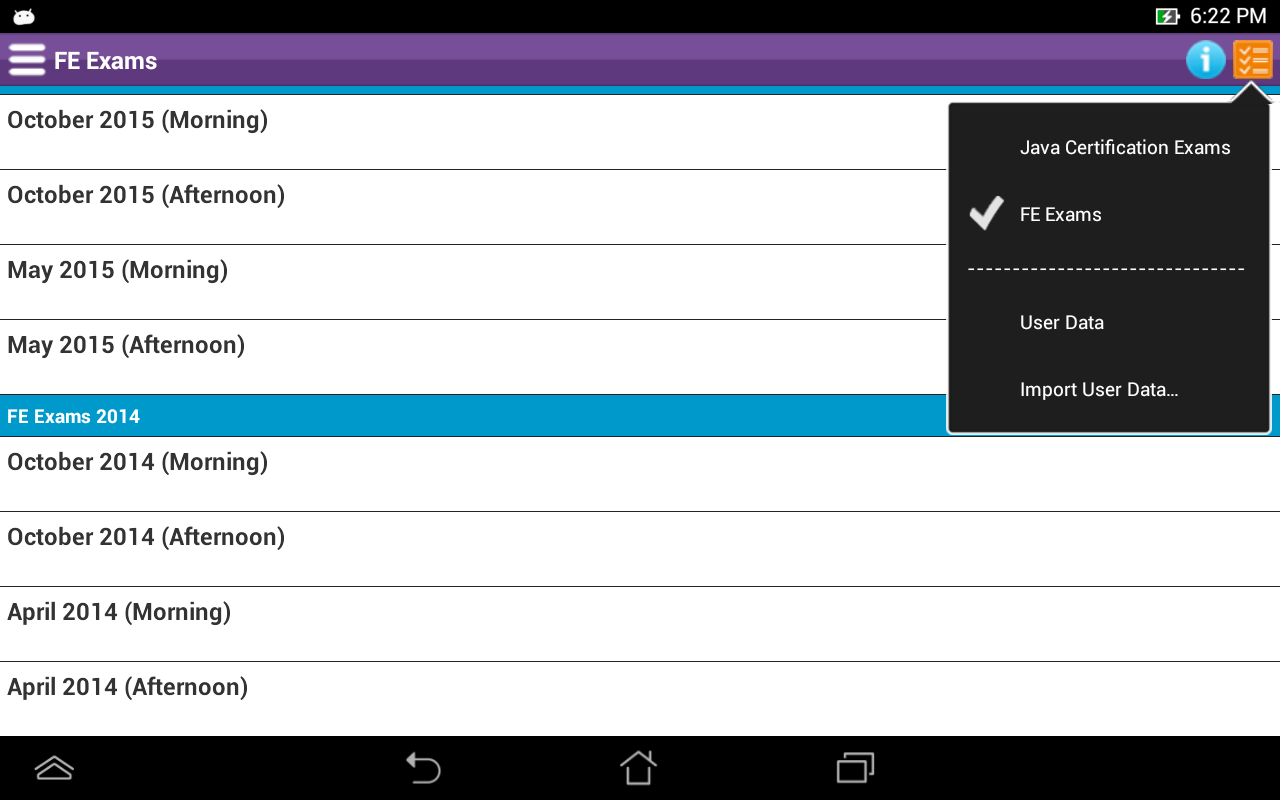 6:22 PM
FE Exams
October 2015 (Morning)
October 2015 (Afternoon)
May 2015 (Morning)
May 2015 (Afternoon)
FE Exams 2014
October 2014 (Morning)
October 2014 (Afternoon)
April 2014 (Morning)
April 2014 (Afternoon)
Java Certification Exams
FE Exams
-------------------------------
User Data
Import User Data...